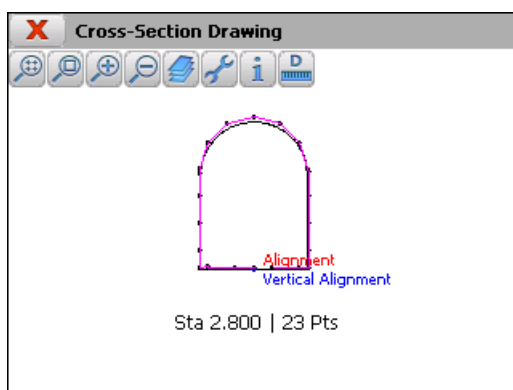 X Cross-Section Drawing
i D
Alignment
Vertical Alignment
Sta 2.800 | 23 Pts